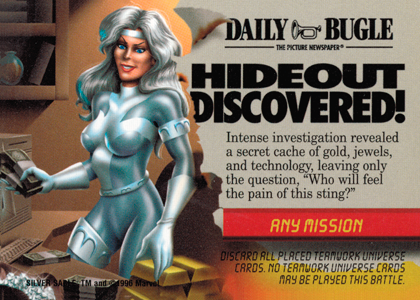 DAILY BUGLE
THE PICTURE NEWSPAPER®
HIDEOUT
DISCOVERED!
Intense investigation revealed
a secret cache of gold, jewels,
and technology, leaving only
the question, “Who will feel
the pain of this sting?”
ANY MISSION
DISCARD ALL PLACED TEAMWORK UNIVERSE
CARDS. NO TEAMWORK UNIVERSE CARDS
MAY BE PLAYED THIS BATTLE.
SILVER SABLE, TM and ©1996 Marvel